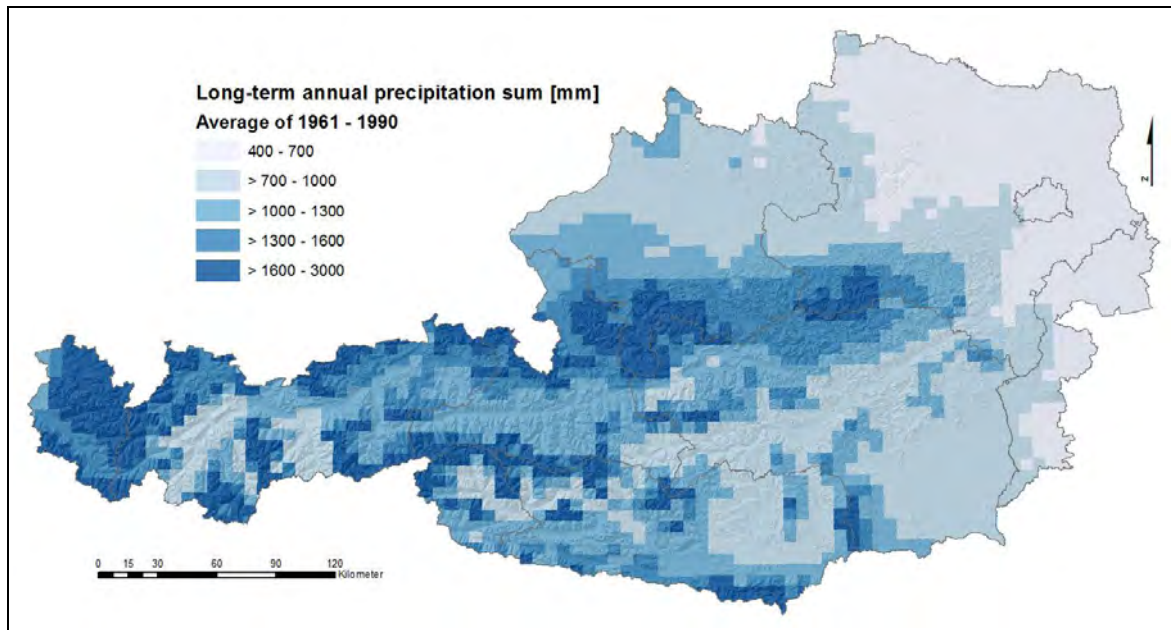 Long-term annual precipitation sum [mm]
Average of 1961 - 1990
400 - 700
> 700 - 1000
> 1000 - 1300
> 1300 - 1600
> 1600 - 3000
N
0 15 30 60 90 120
Kilometer